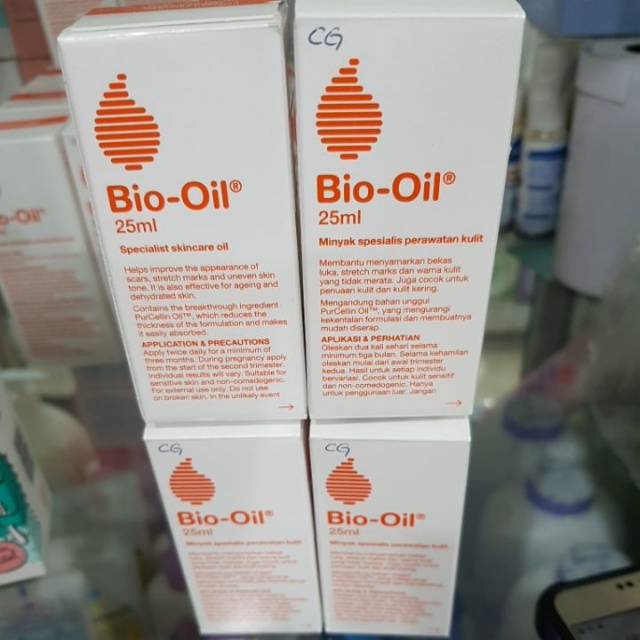 Bio-Oil®
25ml
Specialist skincare oil
Helps improve the appearance of
scars, stretch marks and uneven skin
tone. It is also effective for ageing and
dehydrated skin.
Contains the breakthrough ingredient
PurCellin Oil™, which reduces the
thickness of the formulation and makes
it easily absorbed.
APPLICATION & PRECAUTIONS
Apply twice daily for a minimum of
three months. During pregnancy apply
from the start of the second trimester.
Individual results will vary. Suitable for
sensitive skin and non-comedogenic.
For external use only. Do not use
on broken skin. In the unlikely event
CG
Bio-Oil®
25ml
Minyak spesialis perawatan kulit
Membantu menyamarkan bekas
luka, stretch marks dan warna kulit
yang tidak merata. Juga cocok untuk
penuaan kulit dan kulit kering.
Mengandung bahan unggul
PurCellin Oil™, yang mengurangi
kekentalan formulasi dan membuatnya
mudah diserap.
APLIKASI & PERHATIAN
Oleskan dua kali sehari selama
minimum tiga bulan. Selama kehamilan
oleskan mulai dari awal trimester
kedua. Hasil untuk setiap individu
bervariasi. Cocok untuk kulit sensitif
dan non-comedogenic. Hanya
untuk penggunaan luar. Jangan
CG
Bio-Oil®
25ml
Minyak spesialis perawatan kulit
CG
Bio-Oil®
25ml
Minyak spesialis perawatan kulit